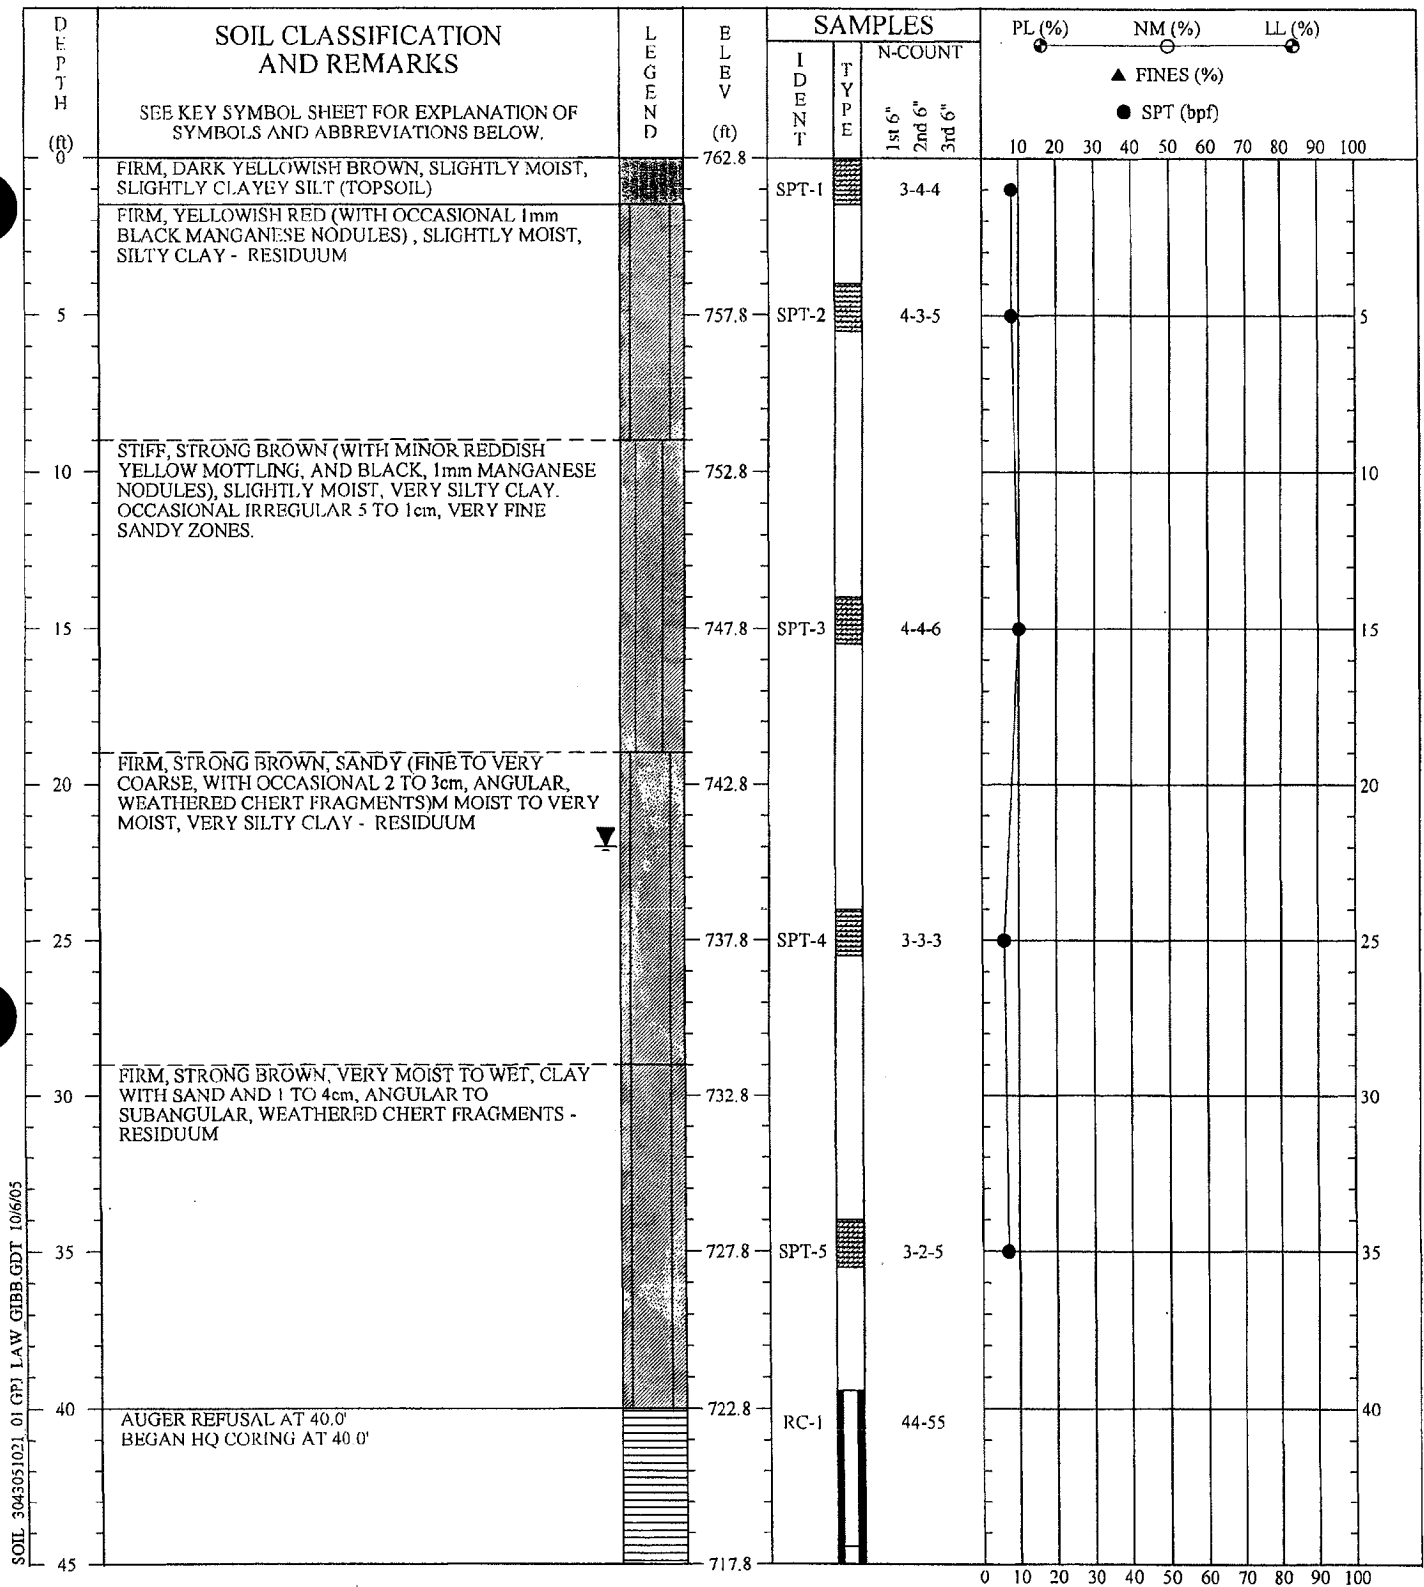 DEPTH
(ft)
SOIL CLASSIFICATION
AND REMARKS
SEE KEY SYMBOL SHEET FOR EXPLANATION OF
SYMBOLS AND ABBREVIATIONS BELOW.
LEGEND
ELEV
(ft)
SAMPLES
IDENT
TYPE
N-COUNT
1st 6"
2nd 6"
3rd 6"
PL (%) NM (%) LL (%)
▲ FINES (%)
● SPT (bpf)
10 20 30 40 50 60 70 80 90 100
0
FIRM, DARK YELLOWISH BROWN, SLIGHTLY MOIST,
SLIGHTLY CLAYEY SILT (TOPSOIL)
762.8
SPT-1 3-4-4
FIRM, YELLOWISH RED (WITH OCCASIONAL 1mm
BLACK MANGANESE NODULES) , SLIGHTLY MOIST,
SILTY CLAY - RESIDUUM
5 757.8 SPT-2 4-3-5 5
STIFF, STRONG BROWN (WITH MINOR REDDISH
YELLOW MOTTLING, AND BLACK, 1mm MANGANESE
NODULES), SLIGHTLY MOIST, VERY SILTY CLAY.
OCCASIONAL IRREGULAR 5 TO 1cm, VERY FINE
SANDY ZONES.
10 752.8 10
15 747.8 SPT-3 4-4-6 15
FIRM, STRONG BROWN, SANDY (FINE TO VERY
COARSE, WITH OCCASIONAL 2 TO 3cm, ANGULAR,
WEATHERED CHERT FRAGMENTS)M MOIST TO VERY
MOIST, VERY SILTY CLAY - RESIDUUM
20 742.8 20
25 737.8 SPT-4 3-3-3 25
FIRM, STRONG BROWN, VERY MOIST TO WET, CLAY
WITH SAND AND 1 TO 4cm, ANGULAR TO
SUBANGULAR, WEATHERED CHERT FRAGMENTS -
RESIDUUM
30 732.8 30
35 727.8 SPT-5 3-2-5 35
AUGER REFUSAL AT 40.0'
BEGAN HQ CORING AT 40 0'
40 722.8 RC-1 44-55 40
45 717.8
0 10 20 30 40 50 60 70 80 90 100
SOIL 3043051021_01 GPJ LAW_GIBB.GDT 10/6/05